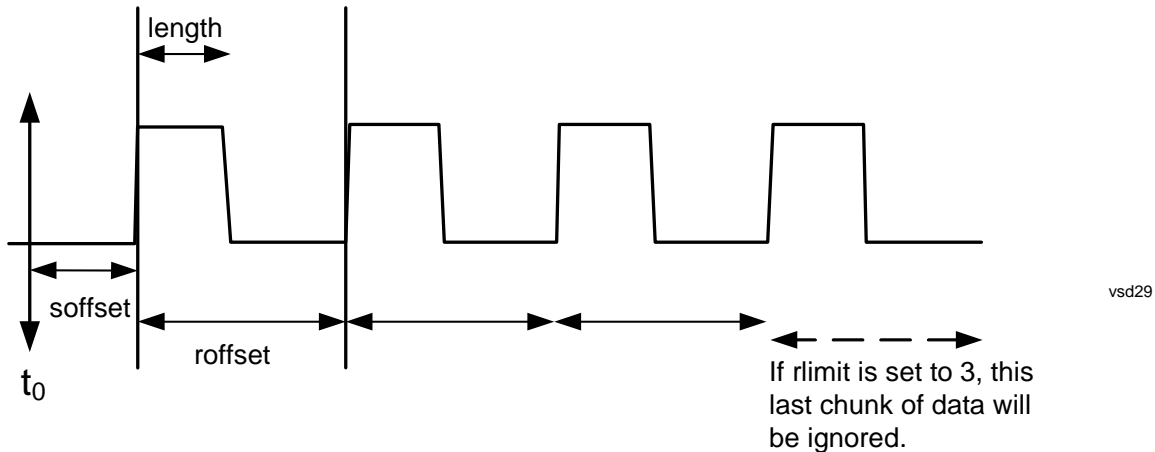 length
vsd29
soffset
roffset
t₀
If rlimit is set to 3, this
last chunk of data will
be ignored.